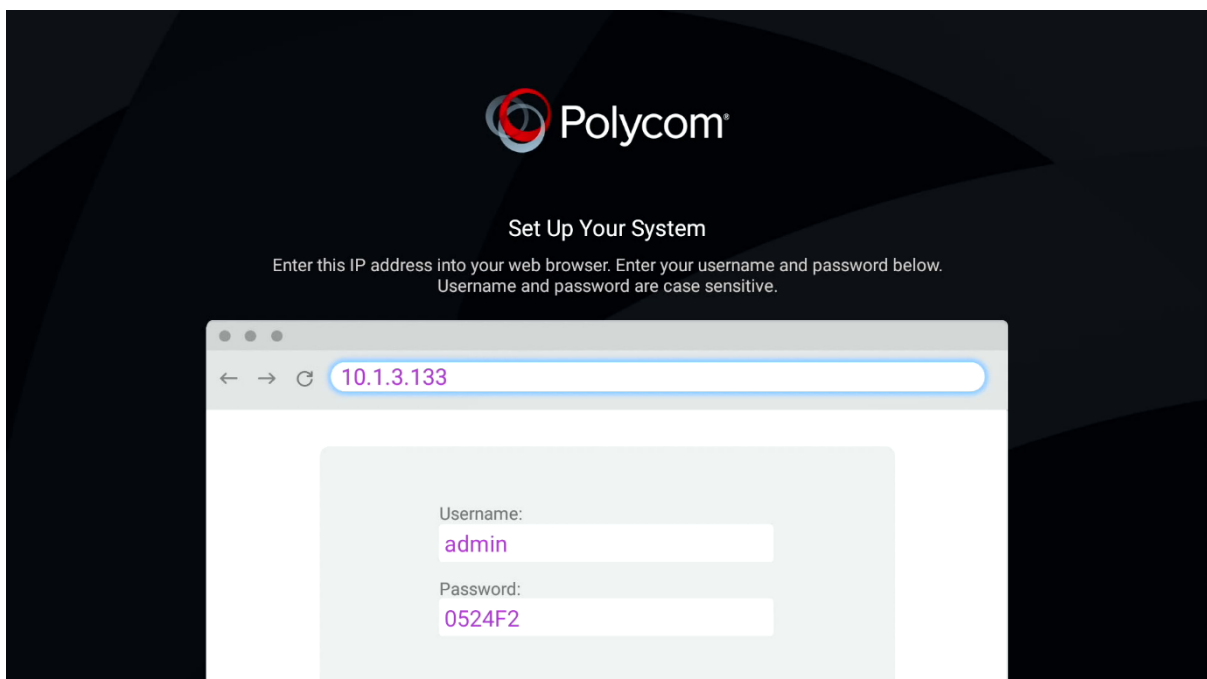 Polycom®
Set Up Your System
Enter this IP address into your web browser. Enter your username and password below.
Username and password are case sensitive.
10.1.3.133
Username:
admin
Password:
0524F2